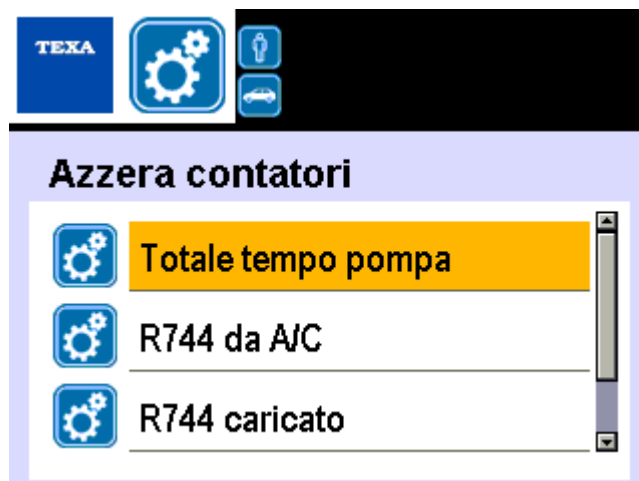 TEXA
Azzera contatori
Totale tempo pompa
R744 da A/C
R744 caricato